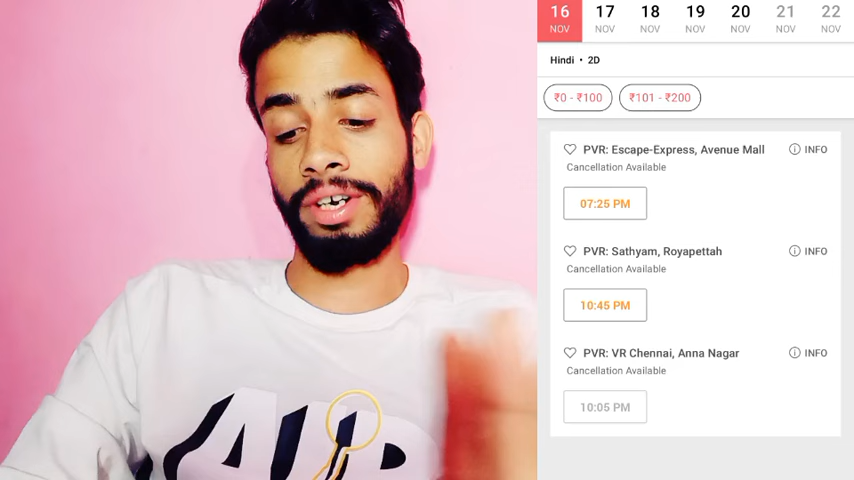 16 17 18 19 20 21 22
NOV NOV NOV NOV NOV NOV NOV
Hindi • 2D
₹0 - ₹100 ₹101 - ₹200
PVR: Escape-Express, Avenue Mall INFO
Cancellation Available
07:25 PM
PVR: Sathyam, Royapettah INFO
Cancellation Available
10:45 PM
PVR: VR Chennai, Anna Nagar INFO
Cancellation Available
10:05 PM
AIR